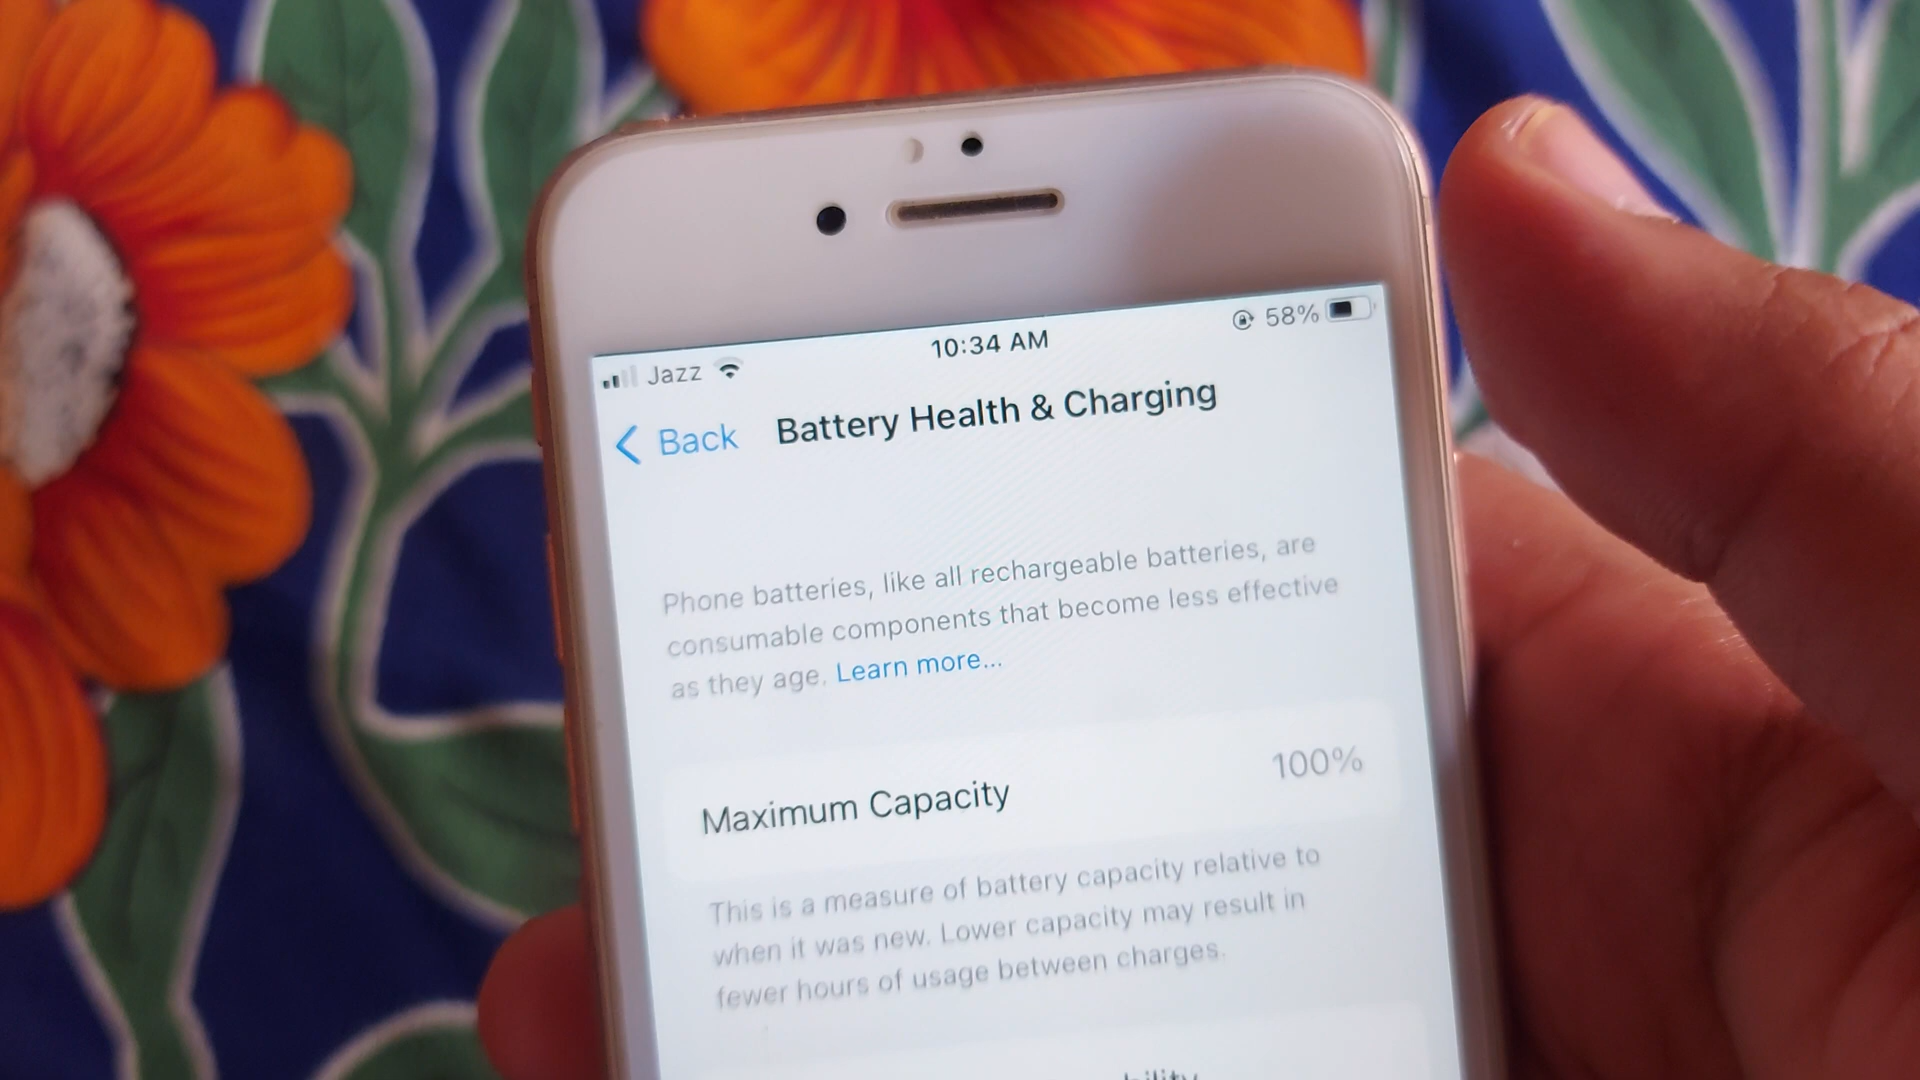 Jazz
10:34 AM
58%
Back
Battery Health & Charging
Phone batteries, like all rechargeable batteries, are
consumable components that become less effective
as they age. Learn more...
Maximum Capacity
100%
This is a measure of battery capacity relative to
when it was new. Lower capacity may result in
fewer hours of usage between charges.